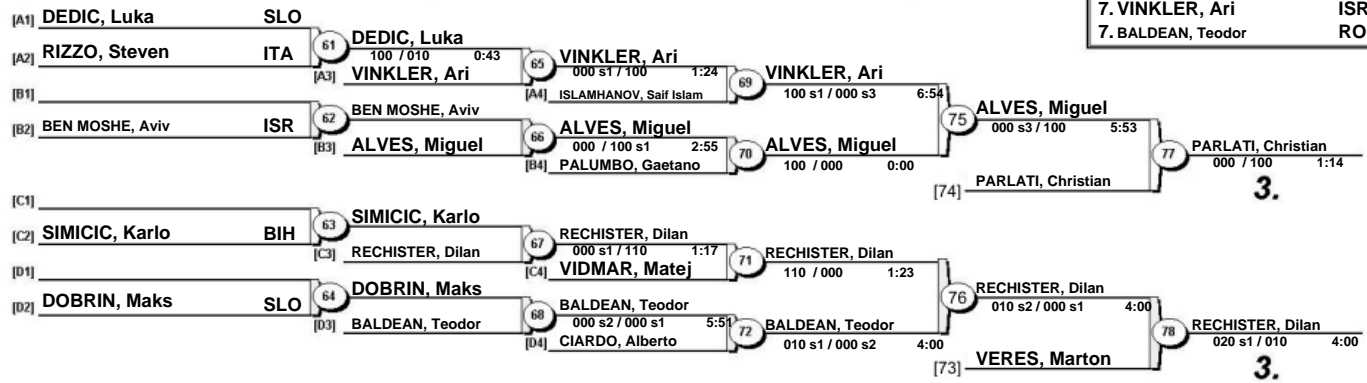 7. VINKLER, Ari ISR
7. BALDEAN, Teodor RO
[A1] DEDIC, Luka SLO
[A2] RIZZO, Steven ITA
61 DEDIC, Luka
100 / 010 0:43
[A3] VINKLER, Ari
65 VINKLER, Ari
000 s1 / 100 1:24
[A4] ISLAMHANOV, Saif Islam
69 VINKLER, Ari
100 s1 / 000 s3 6:54
[B1]
[B2] BEN MOSHE, Aviv ISR
62 BEN MOSHE, Aviv
[B3] ALVES, Miguel
66 ALVES, Miguel
000 / 100 s1 2:55
[B4] PALUMBO, Gaetano
70 ALVES, Miguel
100 / 000 0:00
75 ALVES, Miguel
000 s3 / 100 5:53
[74] PARLATI, Christian
77 PARLATI, Christian
000 / 100 1:14
3.
[C1]
[C2] SIMICIC, Karlo BIH
63 SIMICIC, Karlo
[C3] RECHISTER, Dilan
67 RECHISTER, Dilan
000 s1 / 110 1:17
[C4] VIDMAR, Matej
71 RECHISTER, Dilan
110 / 000 1:23
[D1]
[D2] DOBRIN, Maks SLO
64 DOBRIN, Maks
[D3] BALDEAN, Teodor
68 BALDEAN, Teodor
000 s2 / 000 s1 5:51
[D4] CIARDO, Alberto
72 BALDEAN, Teodor
010 s1 / 000 s2 4:00
76 RECHISTER, Dilan
010 s2 / 000 s1 4:00
[73] VERES, Marton
78 RECHISTER, Dilan
020 s1 / 010 4:00
3.